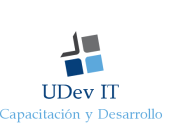 UDev IT
Capacitación y Desarrollo